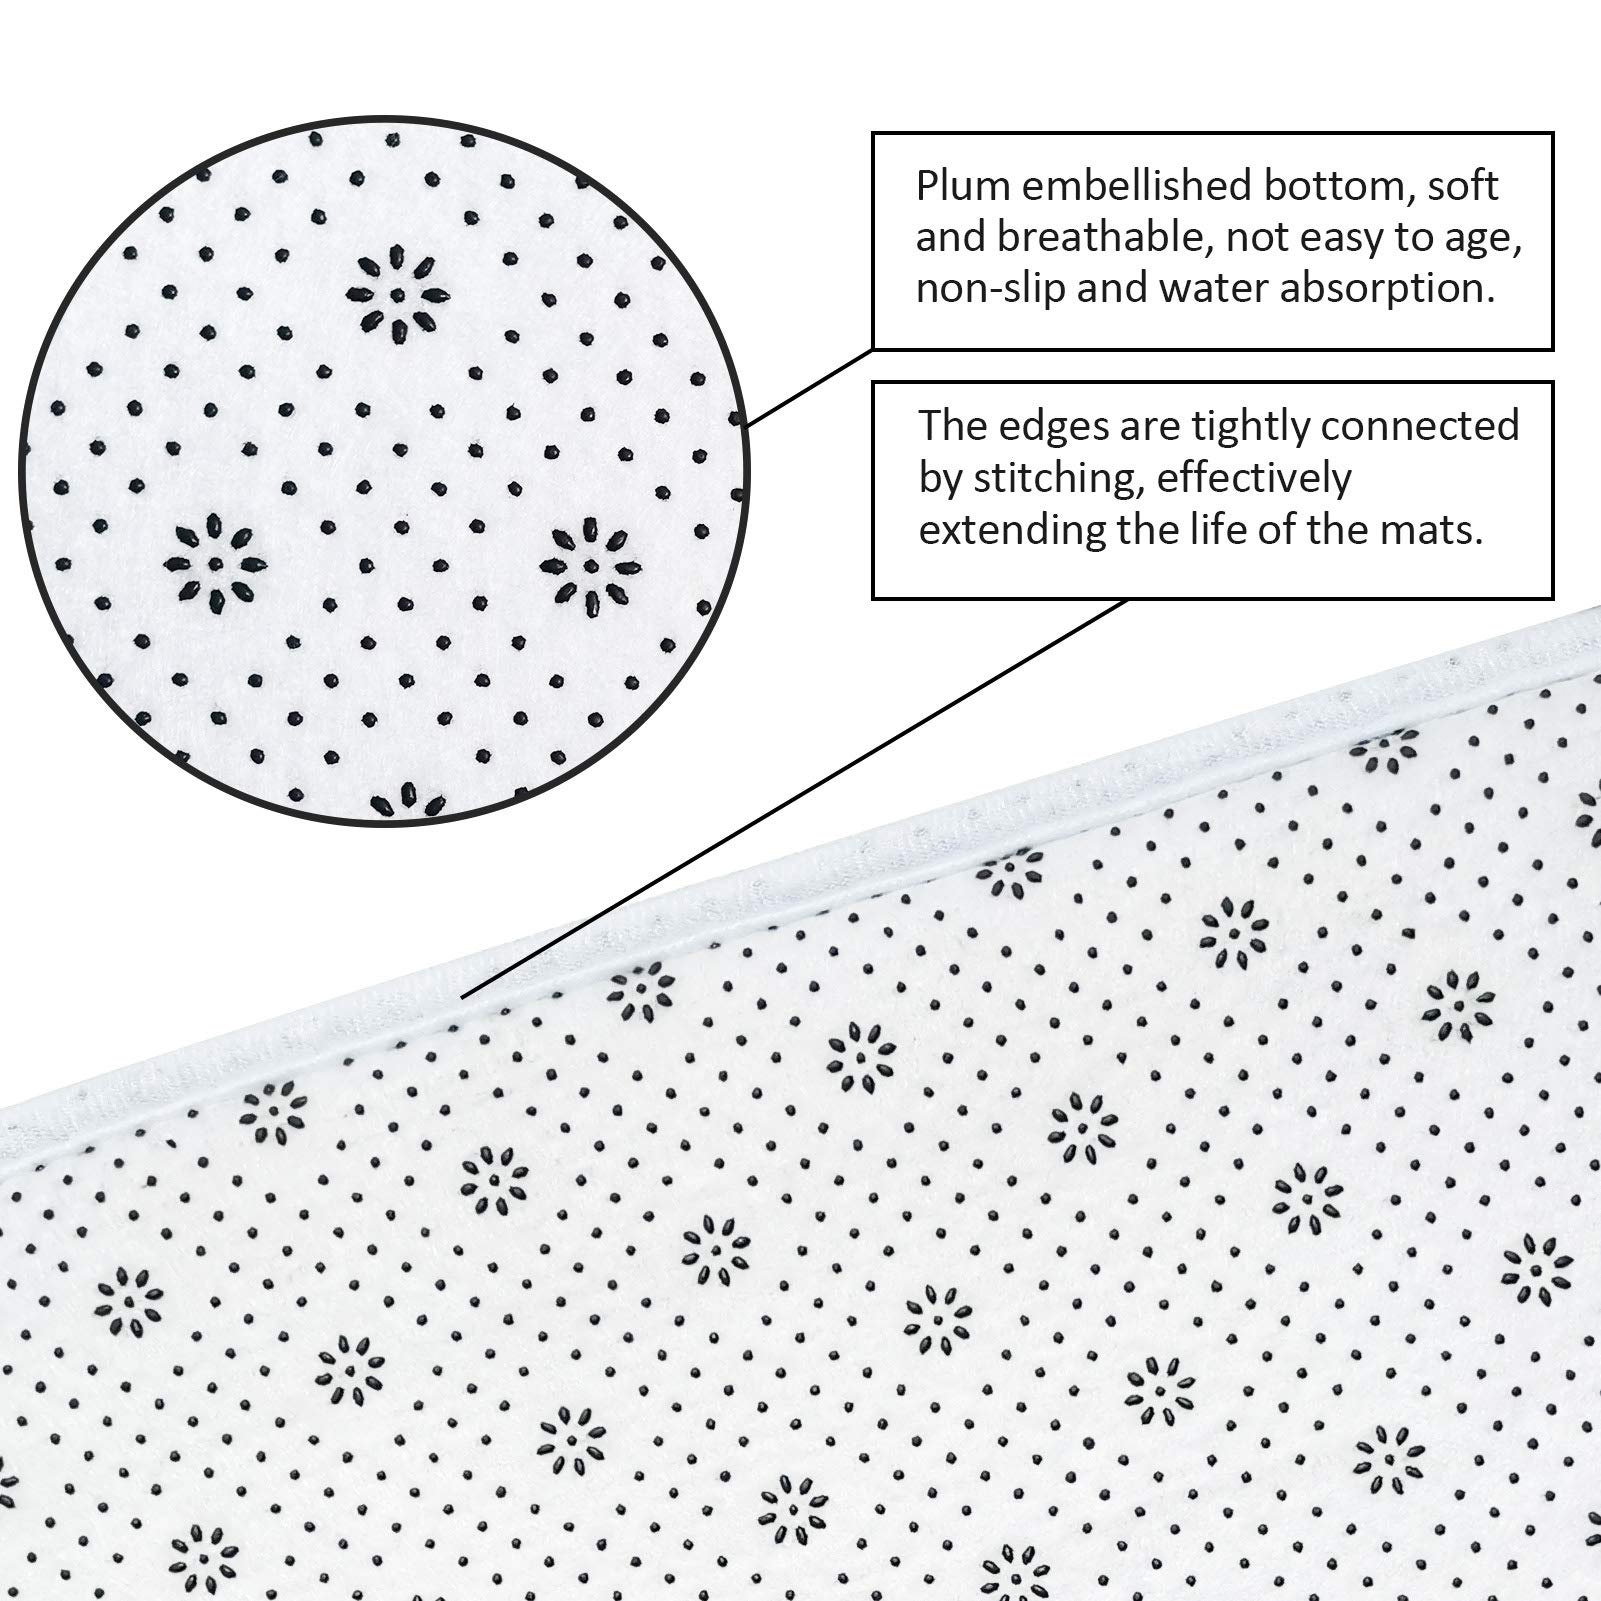 Plum embellished bottom, soft
and breathable, not easy to age,
non-slip and water absorption.
The edges are tightly connected
by stitching, effectively
extending the life of the mats.